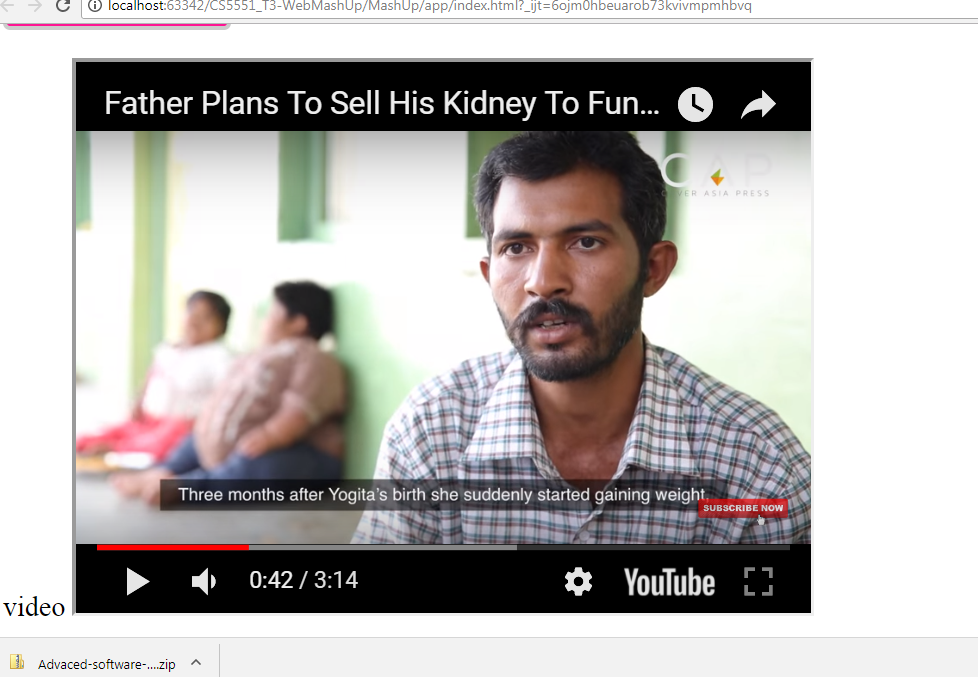 localhost:63342/CS5551_T3-WebMashUp/MashUp/app/index.html?_ijt=6ojm0hbeuarob73kvivmpmhbvq
Father Plans To Sell His Kidney To Fun...
CAP
COVER ASIA PRESS
Three months after Yogita's birth she suddenly started gaining weight.
SUBSCRIBE NOW
0:42 / 3:14
YouTube
video
Advaced-software-....zip